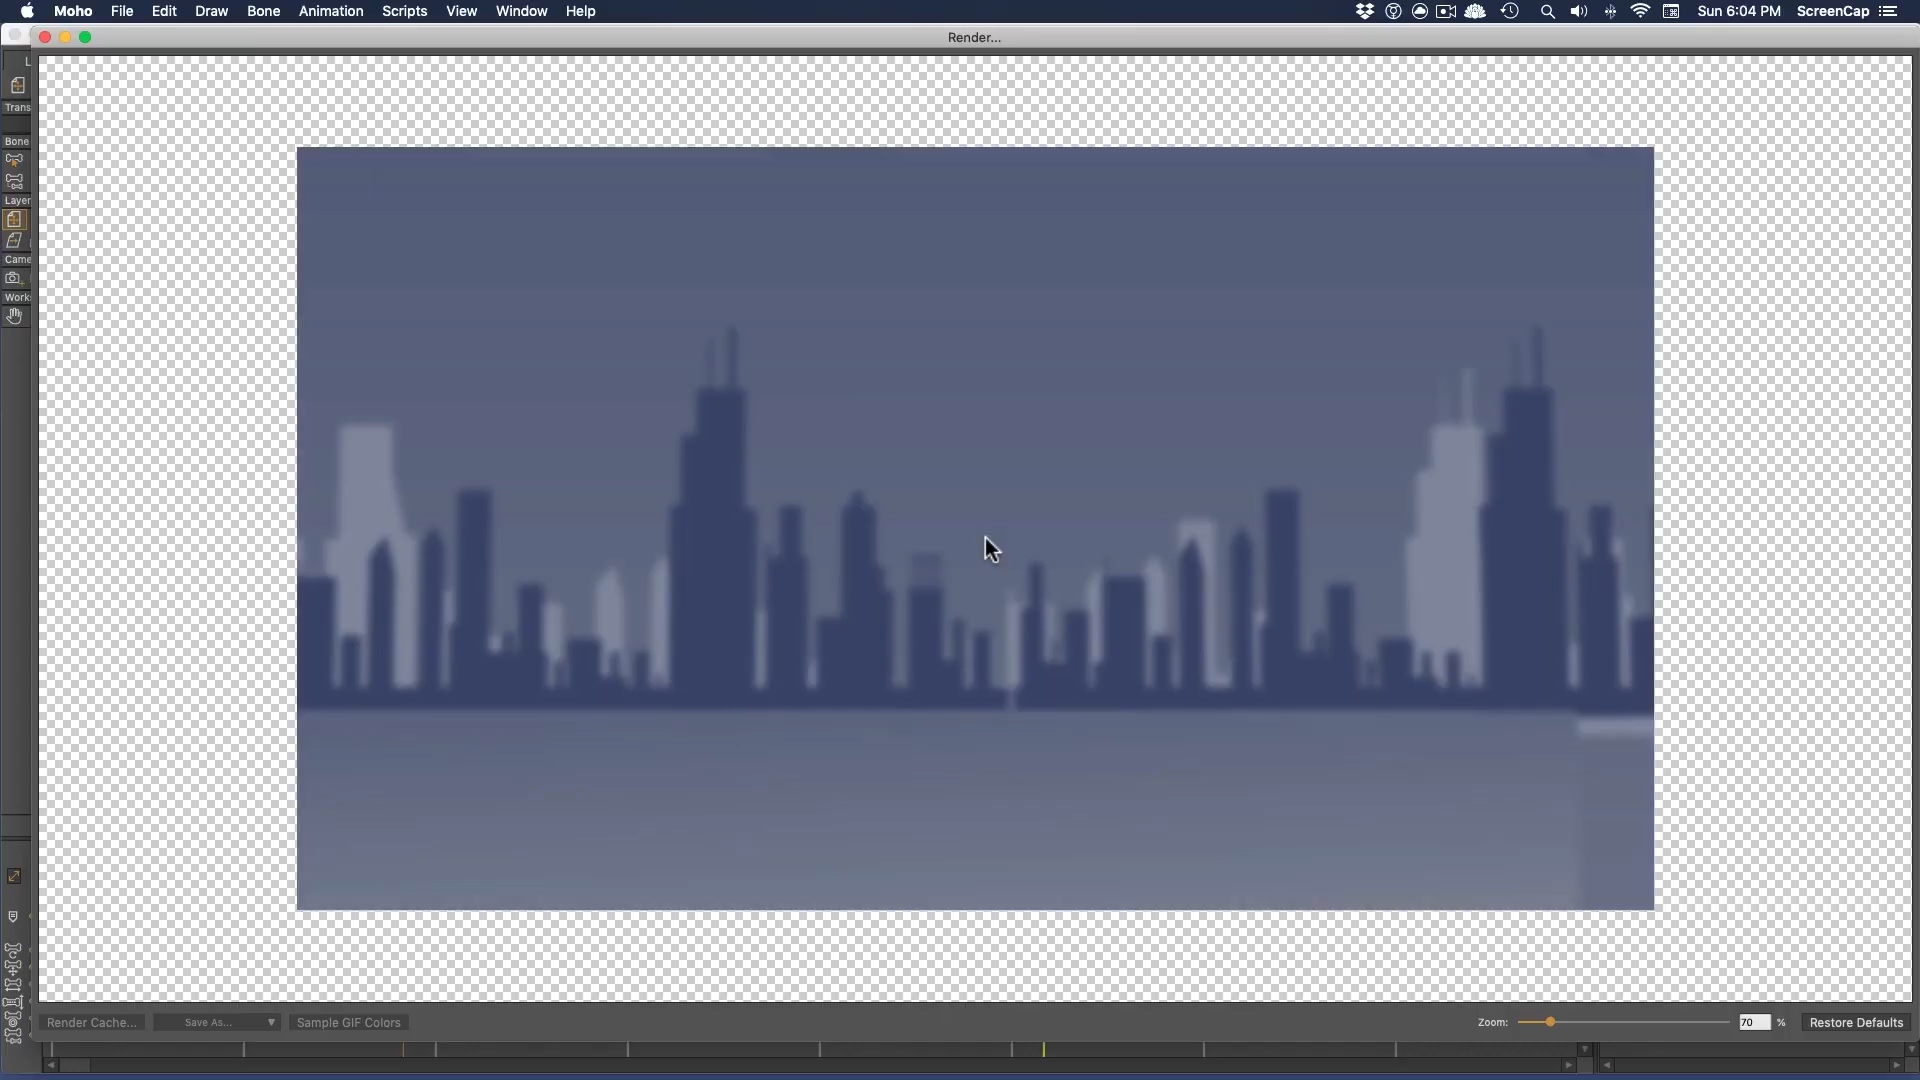 Moho File Edit Draw Bone Animation Scripts View Window Help Sun 6:04 PM ScreenCap
Render...
L
Trans
Bone
Layer
Came
Works
Render Cache... Save As... Sample GIF Colors Zoom: 70 % Restore Defaults